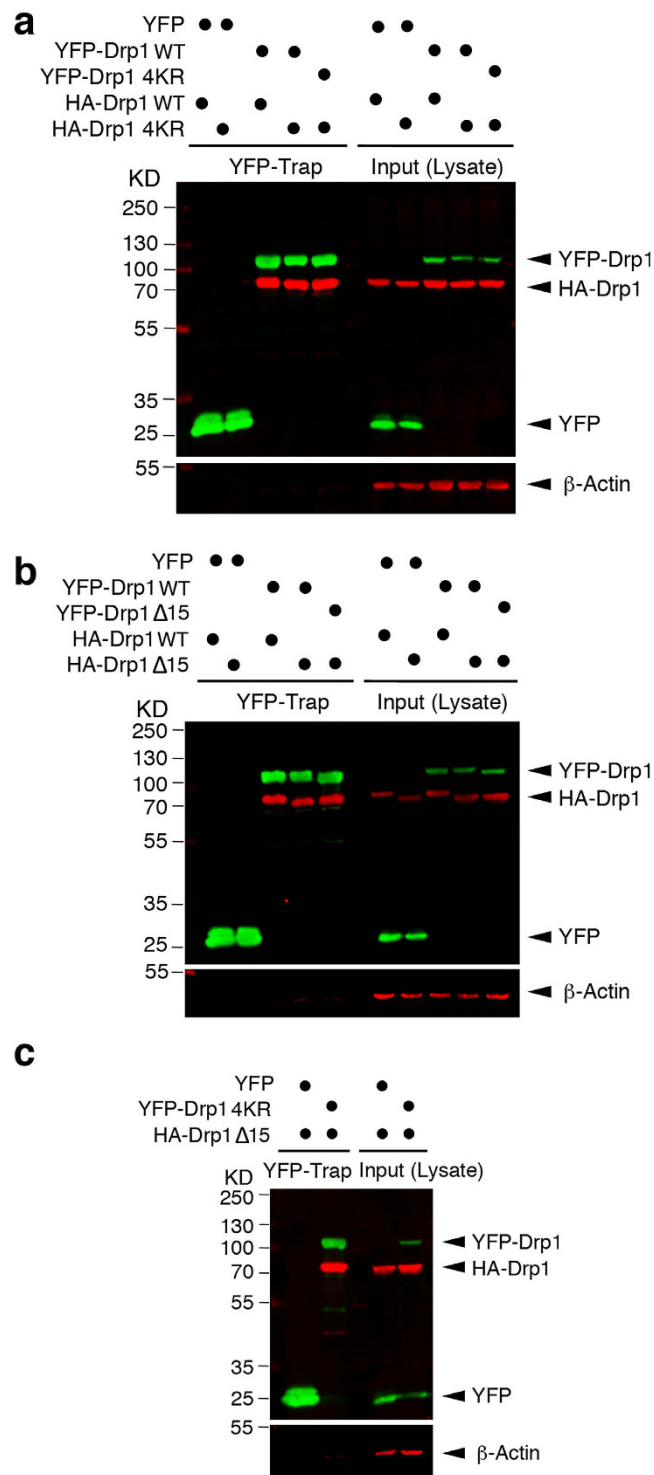 a
YFP
YFP-Drp1 WT
YFP-Drp1 4KR
HA-Drp1 WT
HA-Drp1 4KR
YFP-Trap Input (Lysate)
KD
250
130
100
70
55
35
25
55
YFP-Drp1
HA-Drp1
YFP
β-Actin
b
YFP
YFP-Drp1 WT
YFP-Drp1 Δ15
HA-Drp1 WT
HA-Drp1 Δ15
YFP-Trap Input (Lysate)
KD
250
130
100
70
55
35
25
55
YFP-Drp1
HA-Drp1
YFP
β-Actin
c
YFP
YFP-Drp1 4KR
HA-Drp1 Δ15
YFP-Trap Input (Lysate)
KD
250
130
100
70
55
35
25
55
YFP-Drp1
HA-Drp1
YFP
β-Actin